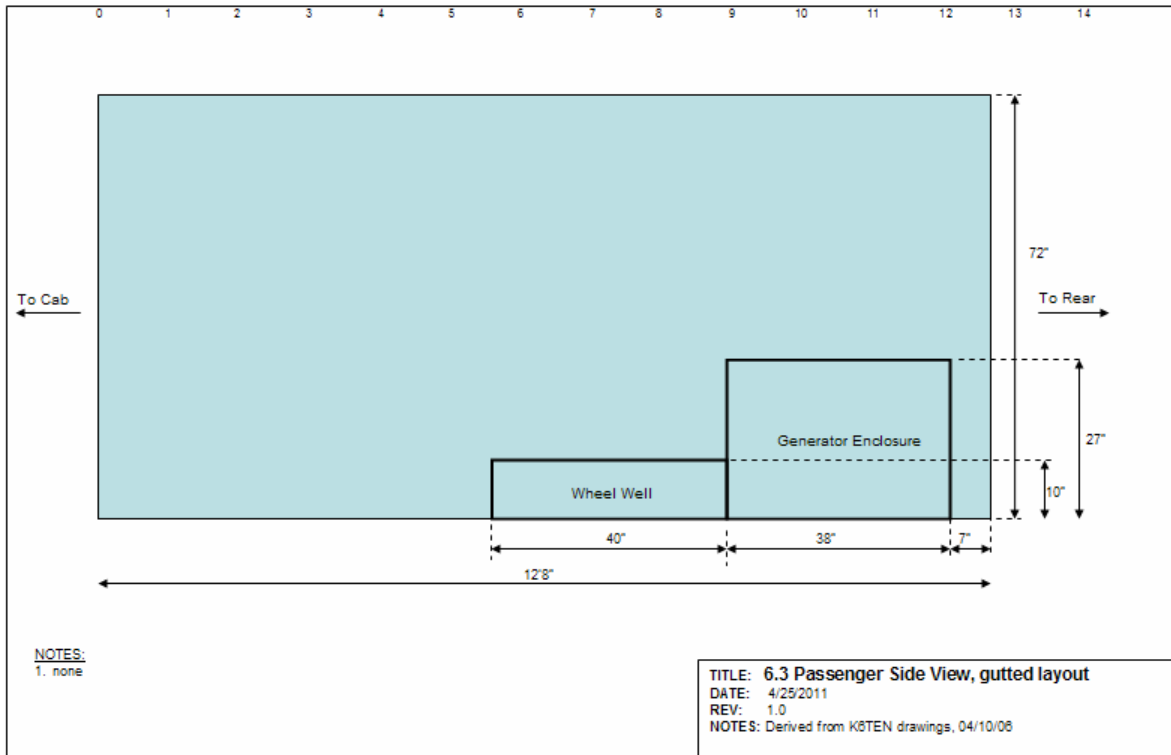 0 1 2 3 4 5 6 7 8 9 10 11 12 13 14
72"
To Cab
To Rear
Generator Enclosure
27"
Wheel Well
10"
40" 38" 7"
12'8"
NOTES:
1. none
TITLE: 6.3 Passenger Side View, gutted layout
DATE: 4/25/2011
REV: 1.0
NOTES: Derived from K6TEN drawings, 04/10/06